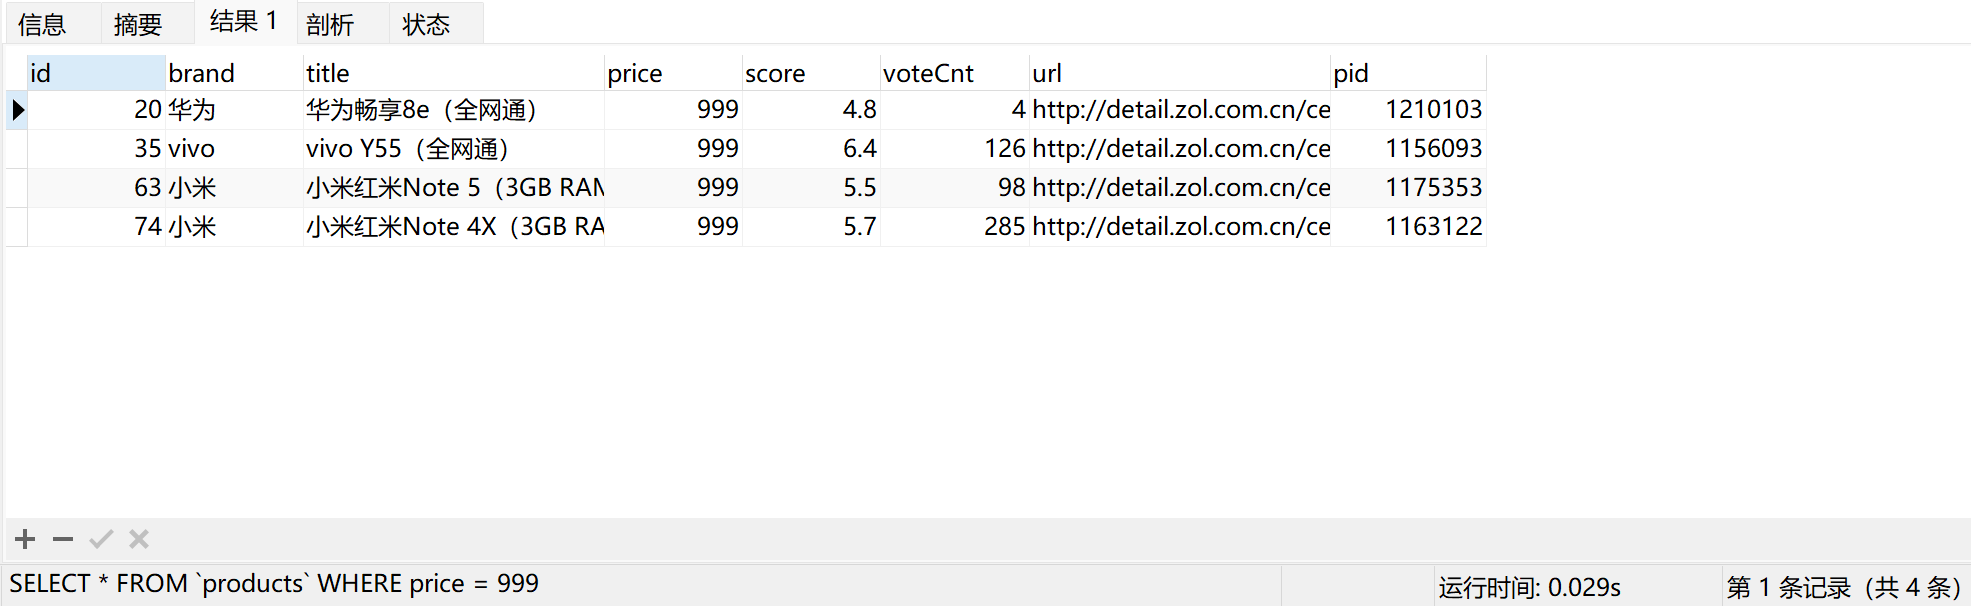 信息 摘要 结果 1 剖析 状态
id brand title price score voteCnt url pid
20 华为 华为畅享8e（全网通） 999 4.8 4 http://detail.zol.com.cn/ce 1210103
35 vivo vivo Y55（全网通） 999 6.4 126 http://detail.zol.com.cn/ce 1156093
63 小米 小米红米Note 5（3GB RAM 999 5.5 98 http://detail.zol.com.cn/ce 1175353
74 小米 小米红米Note 4X（3GB RA 999 5.7 285 http://detail.zol.com.cn/ce 1163122
SELECT * FROM `products` WHERE price = 999 运行时间: 0.029s 第 1 条记录（共 4 条）